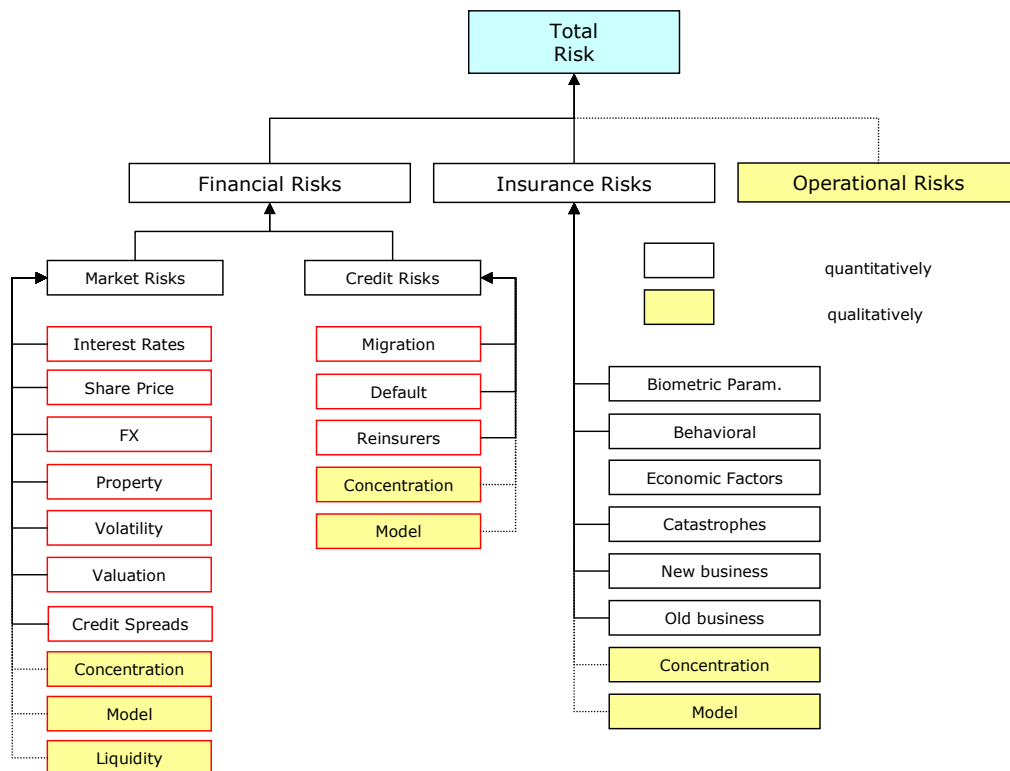 Total
Risk
Financial Risks
Insurance Risks
Operational Risks
Market Risks
Credit Risks
quantitatively
qualitatively
Interest Rates
Share Price
FX
Property
Volatility
Valuation
Credit Spreads
Concentration
Model
Liquidity
Migration
Default
Reinsurers
Concentration
Model
Biometric Param.
Behavioral
Economic Factors
Catastrophes
New business
Old business
Concentration
Model